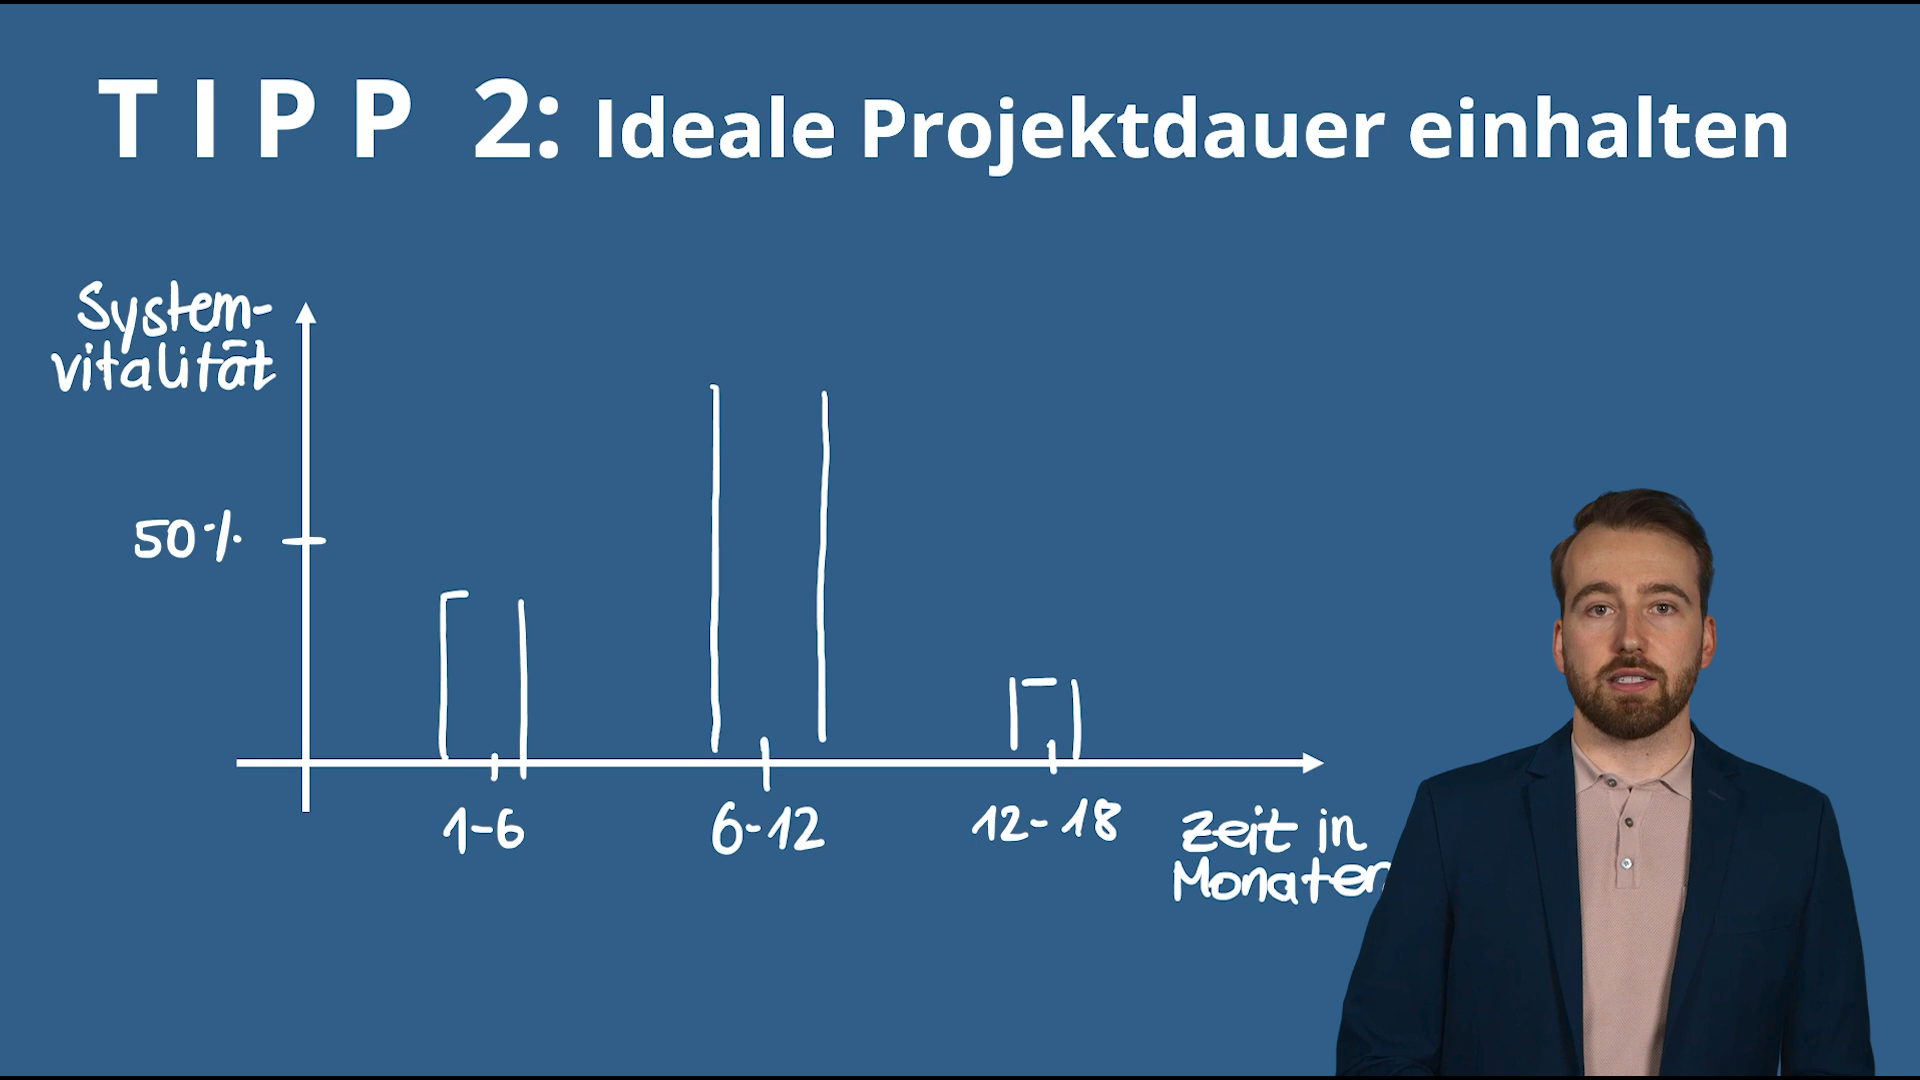 T I P P 2: Ideale Projektdauer einhalten
System-
vitalität
50%
1-6
6-12
12-18
Zeit in
Monaten